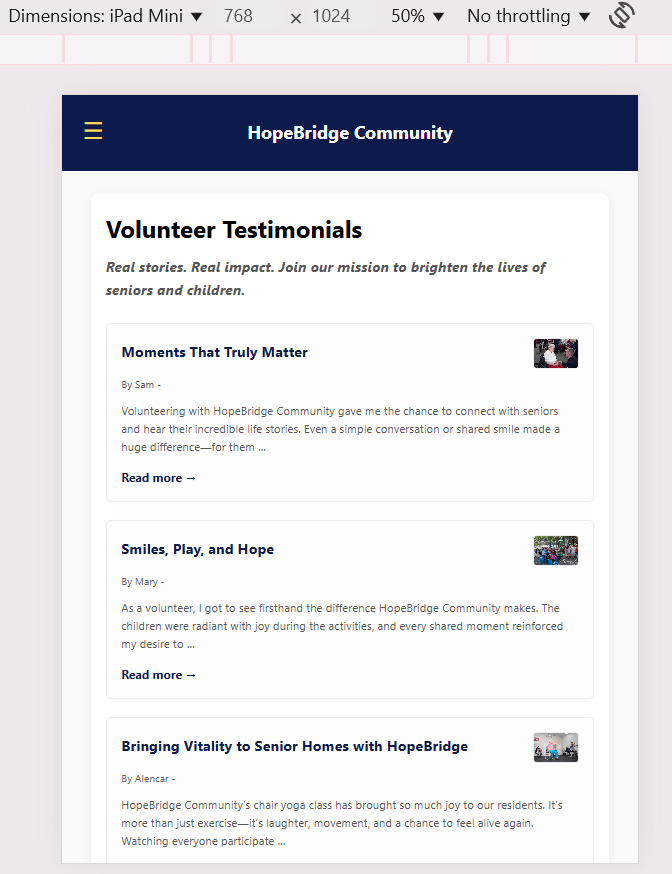 Dimensions: iPad Mini ▼ 768 × 1024 50% ▼ No throttling ▼
☰ HopeBridge Community
Volunteer Testimonials
Real stories. Real impact. Join our mission to brighten the lives of
seniors and children.
Moments That Truly Matter
By Sam -
Volunteering with HopeBridge Community gave me the chance to connect with seniors
and hear their incredible life stories. Even a simple conversation or shared smile made a
huge difference—for them ...
Read more →
Smiles, Play, and Hope
By Mary -
As a volunteer, I got to see firsthand the difference HopeBridge Community makes. The
children were radiant with joy during the activities, and every shared moment reinforced
my desire to ...
Read more →
Bringing Vitality to Senior Homes with HopeBridge
By Alencar -
HopeBridge Community's chair yoga class has brought so much joy to our residents. It's
more than just exercise—it's laughter, movement, and a chance to feel alive again.
Watching everyone participate ...